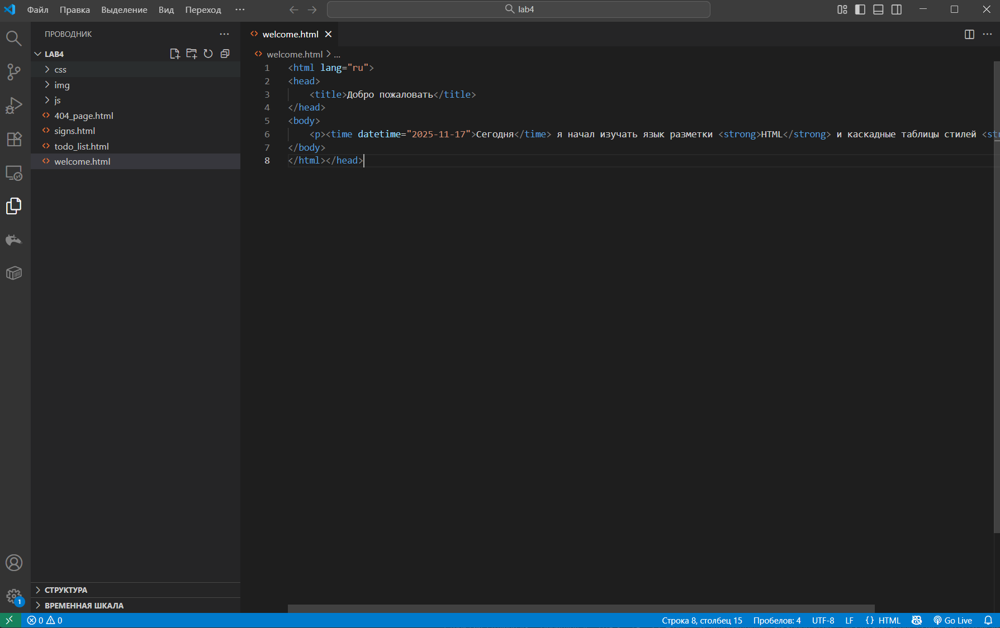 Файл Правка Выделение Вид Переход ... lab4
ПРОВОДНИК ...
LAB4
css
img
js
404_page.html
signs.html
todo_list.html
welcome.html
СТРУКТУРА
ВРЕМЕННАЯ ШКАЛА
welcome.html
welcome.html > ...
1 <html lang="ru">
2 <head>
3 <title>Добро пожаловать</title>
4 </head>
5 <body>
6 <p><time datetime="2025-11-17">Сегодня</time> я начал изучать язык разметки <strong>HTML</strong> и каскадные таблицы стилей <str
7 </body>
8 </html></head>
1
0 0 Строка 8, столбец 15 Пробелов: 4 UTF-8 LF {} HTML Go Live